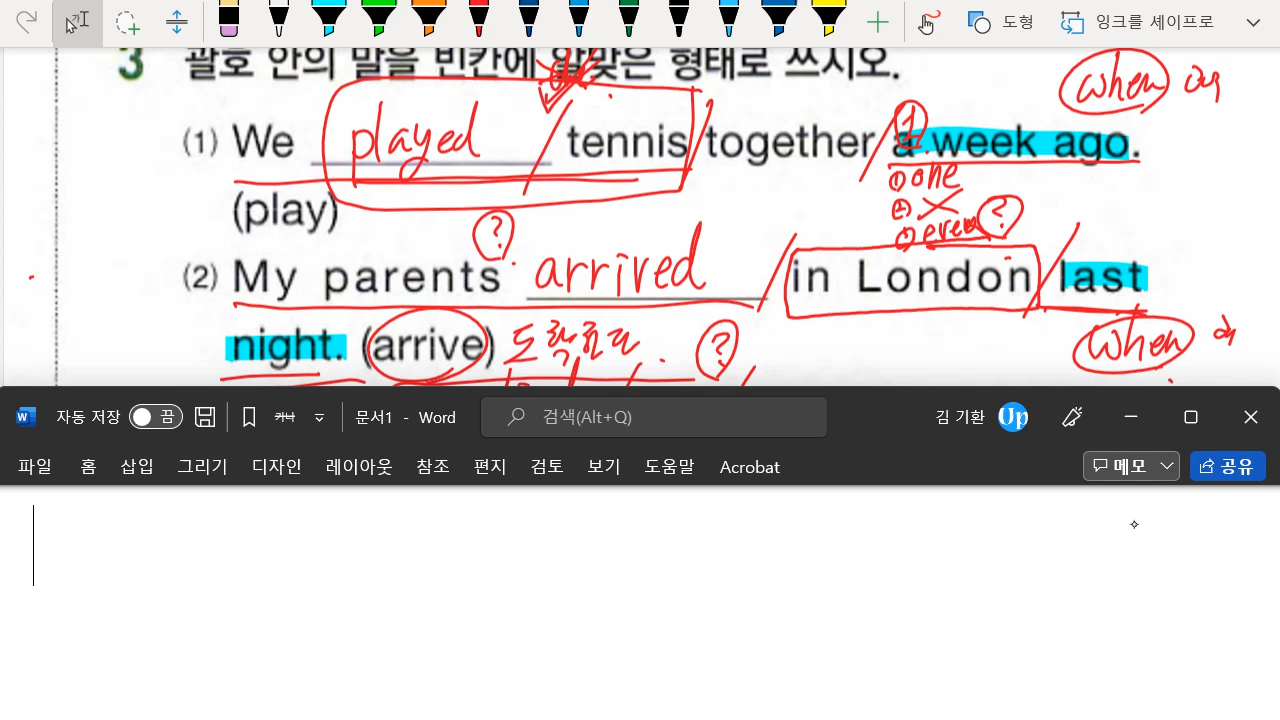 도형
잉크를 셰이프로
3 괄호 안의 말을 빈칸에 알맞은 형태로 쓰시오.
when
(1) We played tennis together a week ago.
1
① one
(play)
② X
?
③ every
?
(2) My parents arrived in London last
night. (arrive) 도착하다. ?
when
자동 저장 끔 가나 문서1 - Word 검색(Alt+Q) 김 기환 Up
파일 홈 삽입 그리기 디자인 레이아웃 참조 편지 검토 보기 도움말 Acrobat 메모 공유